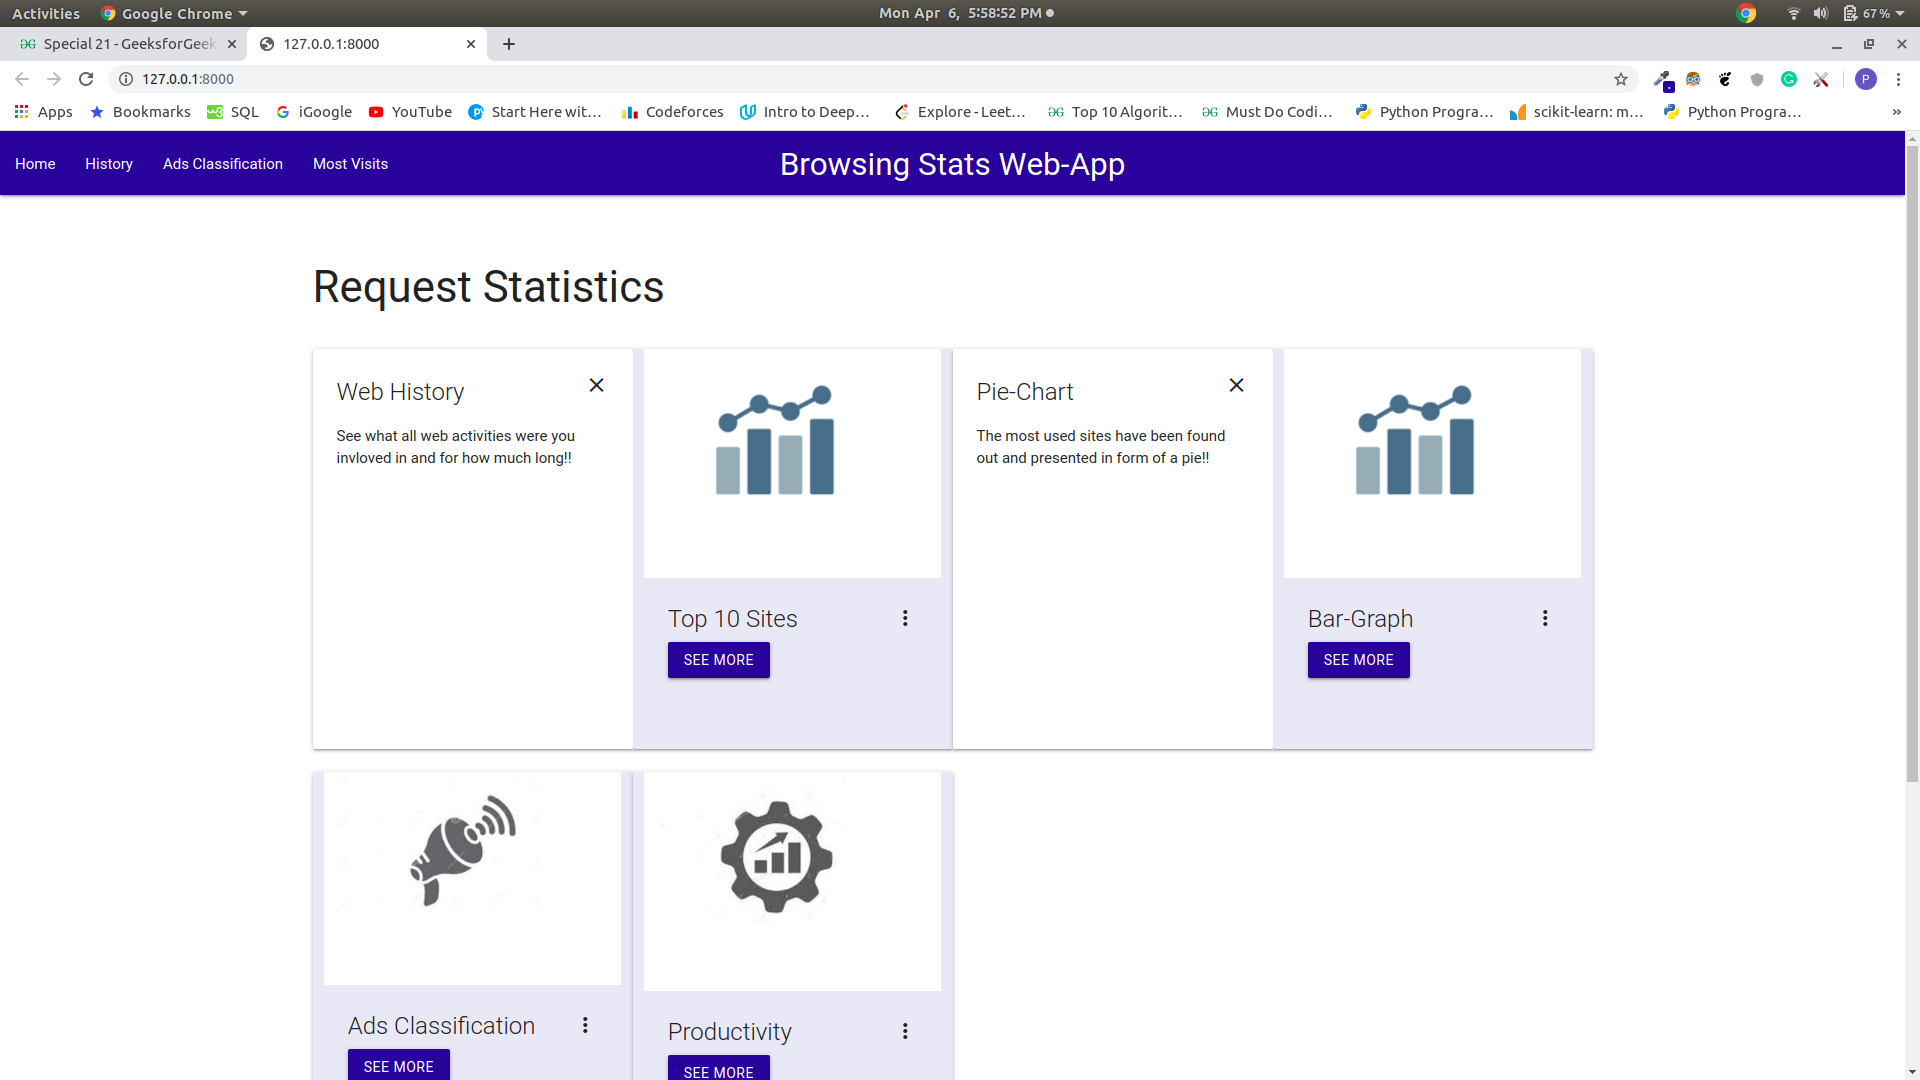 Activities Google Chrome Mon Apr 6, 5:58:52 PM 67 %
Special 21 - GeeksforGeek 127.0.0.1:8000
127.0.0.1:8000 P
Apps Bookmarks SQL iGoogle YouTube Start Here wit... Codeforces Intro to Deep... Explore - Leet... Top 10 Algorit... Must Do Codi... Python Progra... scikit-learn: m... Python Progra... »
Home History Ads Classification Most Visits Browsing Stats Web-App
Request Statistics
Web History
See what all web activities were you
invloved in and for how much long!!
Top 10 Sites
SEE MORE
Pie-Chart
The most used sites have been found
out and presented in form of a pie!!
Bar-Graph
SEE MORE
Ads Classification
SEE MORE
Productivity
SEE MORE